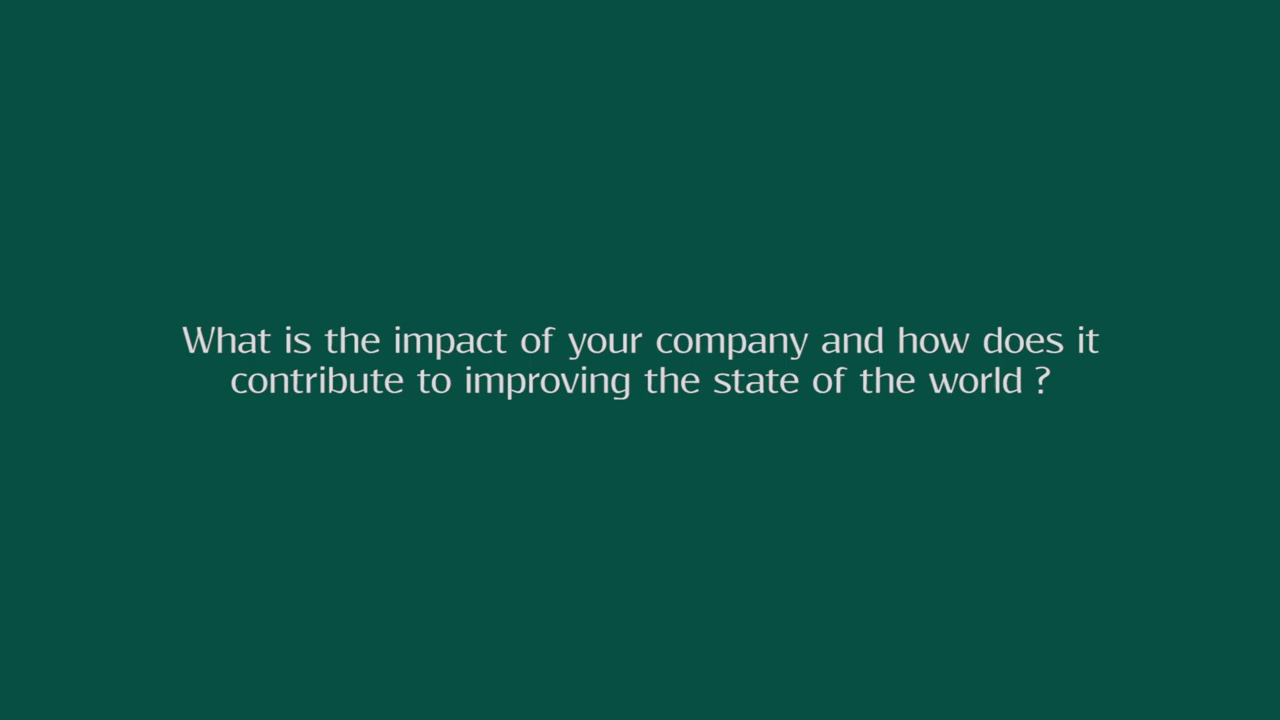 What is the impact of your company and how does it
contribute to improving the state of the world ?